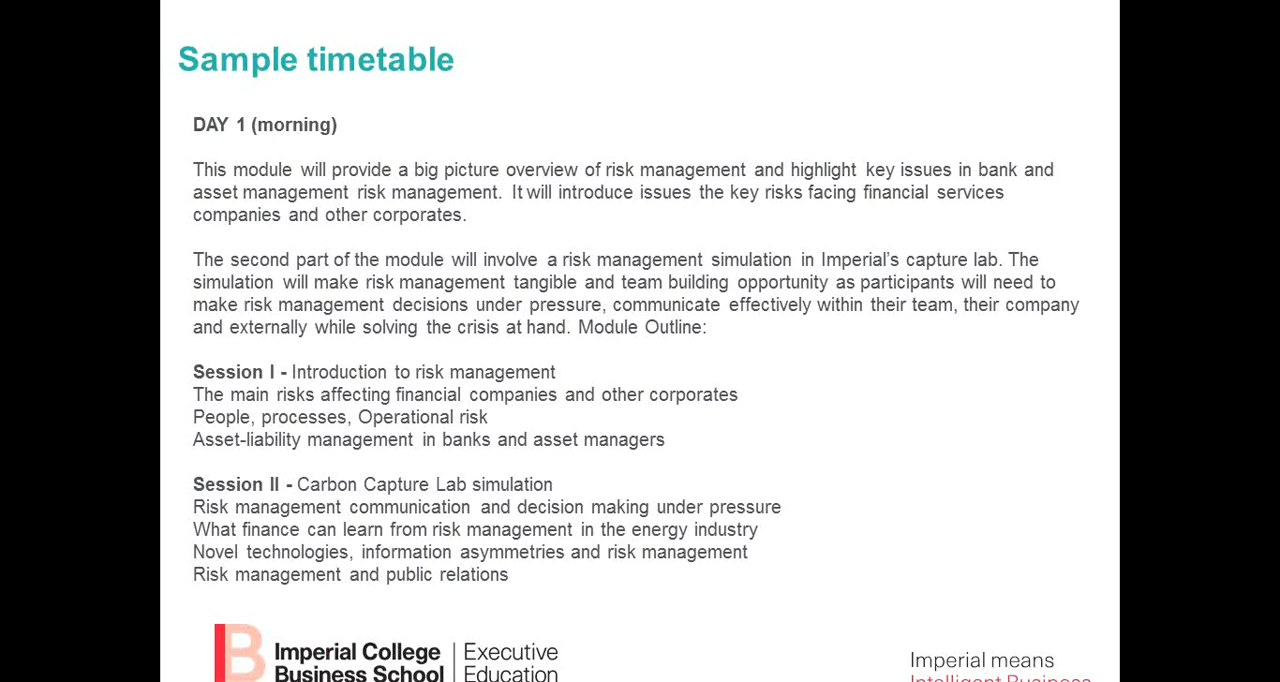 Sample timetable
DAY 1 (morning)
This module will provide a big picture overview of risk management and highlight key issues in bank and
asset management risk management. It will introduce issues the key risks facing financial services
companies and other corporates.
The second part of the module will involve a risk management simulation in Imperial’s capture lab. The
simulation will make risk management tangible and team building opportunity as participants will need to
make risk management decisions under pressure, communicate effectively within their team, their company
and externally while solving the crisis at hand. Module Outline:
Session I - Introduction to risk management
The main risks affecting financial companies and other corporates
People, processes, Operational risk
Asset-liability management in banks and asset managers
Session II - Carbon Capture Lab simulation
Risk management communication and decision making under pressure
What finance can learn from risk management in the energy industry
Novel technologies, information asymmetries and risk management
Risk management and public relations
B
Imperial College
Business School
Executive
Education
Imperial means
Intelligent Business